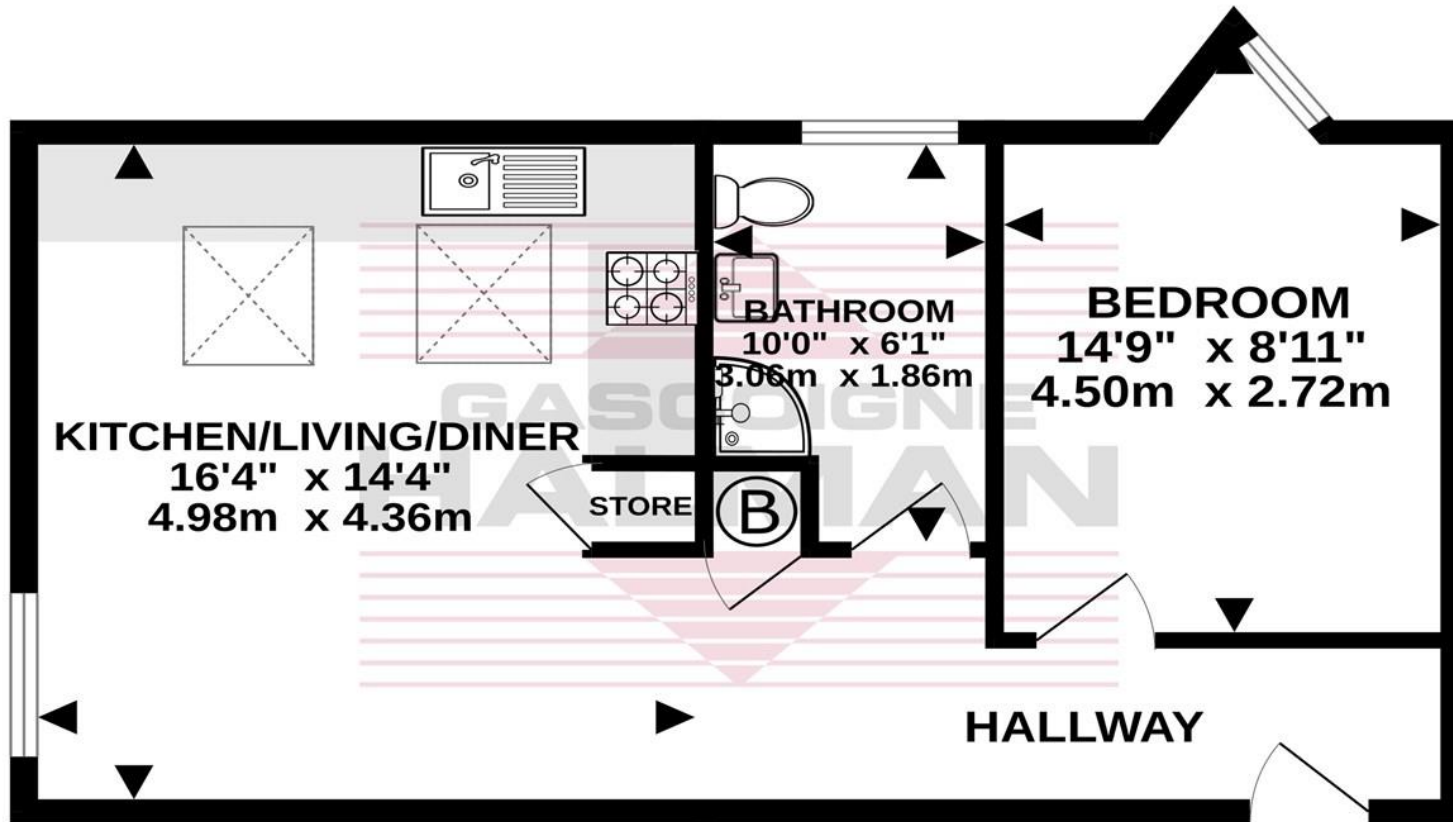 KITCHEN/LIVING/DINER
16'4" x 14'4"
4.98m x 4.36m
STORE
B
BATHROOM
10'0" x 6'1"
3.06m x 1.86m
BEDROOM
14'9" x 8'11"
4.50m x 2.72m
HALLWAY
GASCOIGNE
HALMAN